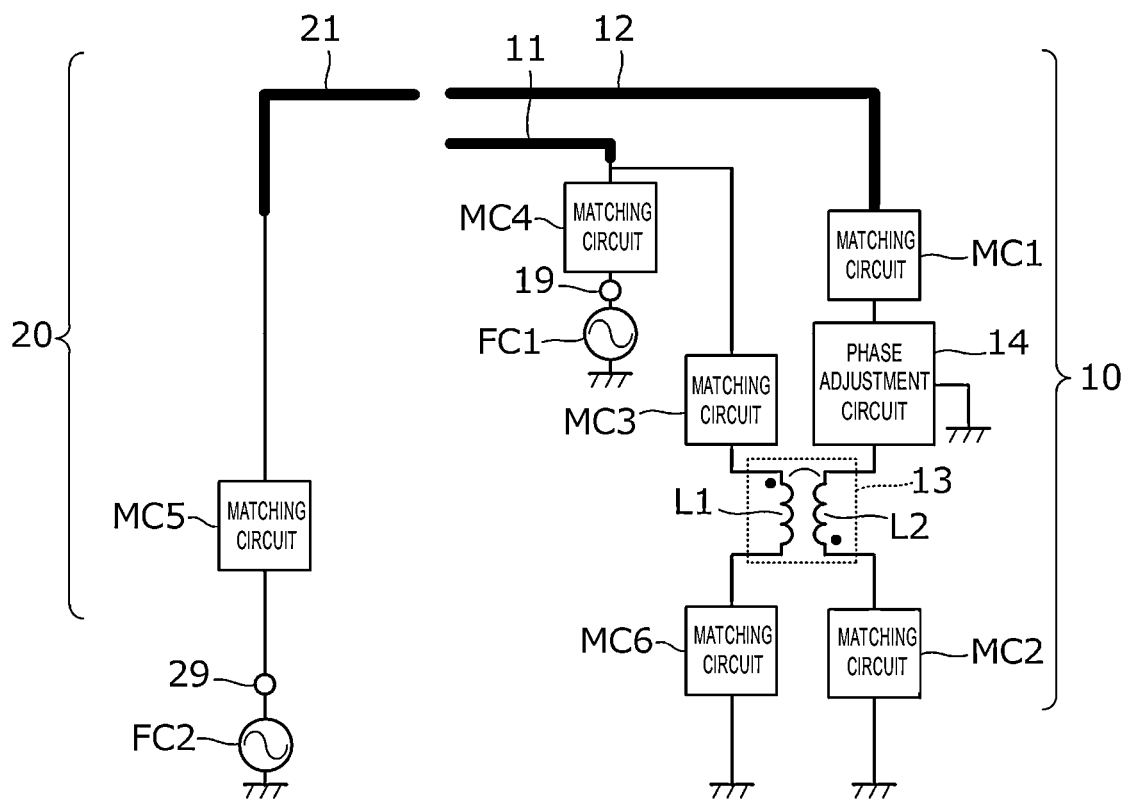 21
12
11
MC4
MATCHING
CIRCUIT
MATCHING
CIRCUIT
MC1
19
20
FC1
PHASE
ADJUSTMENT
CIRCUIT
14
10
MC3
MATCHING
CIRCUIT
13
L1
L2
MC5
MATCHING
CIRCUIT
MC6
MATCHING
CIRCUIT
MATCHING
CIRCUIT
MC2
29
FC2